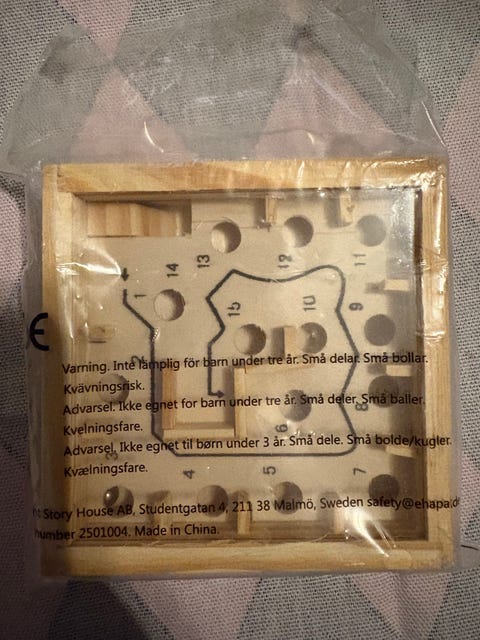 13
12
14
11
1
15
10
9
2
CE
Varning. Inte lämplig för barn under tre år. Små delar. Små bollar.
Kvävningsrisk.
Advarsel. Ikke egnet for barn under tre år. Små deler. Små baller.
Kvelningsfare.
6
8
Advarsel. Ikke egnet til børn under 3 år. Små dele. Små bolde/kugler.
Kvælningsfare.
3
4
5
7
Story House AB, Studentgatan 4, 211 38 Malmö, Sweden safety@ehapa.d
number 2501004. Made in China.